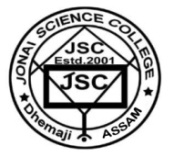 JONAI SCIENCE COLLEGE
JSC
Estd.2001
JSC
Dhemaji ASSAM